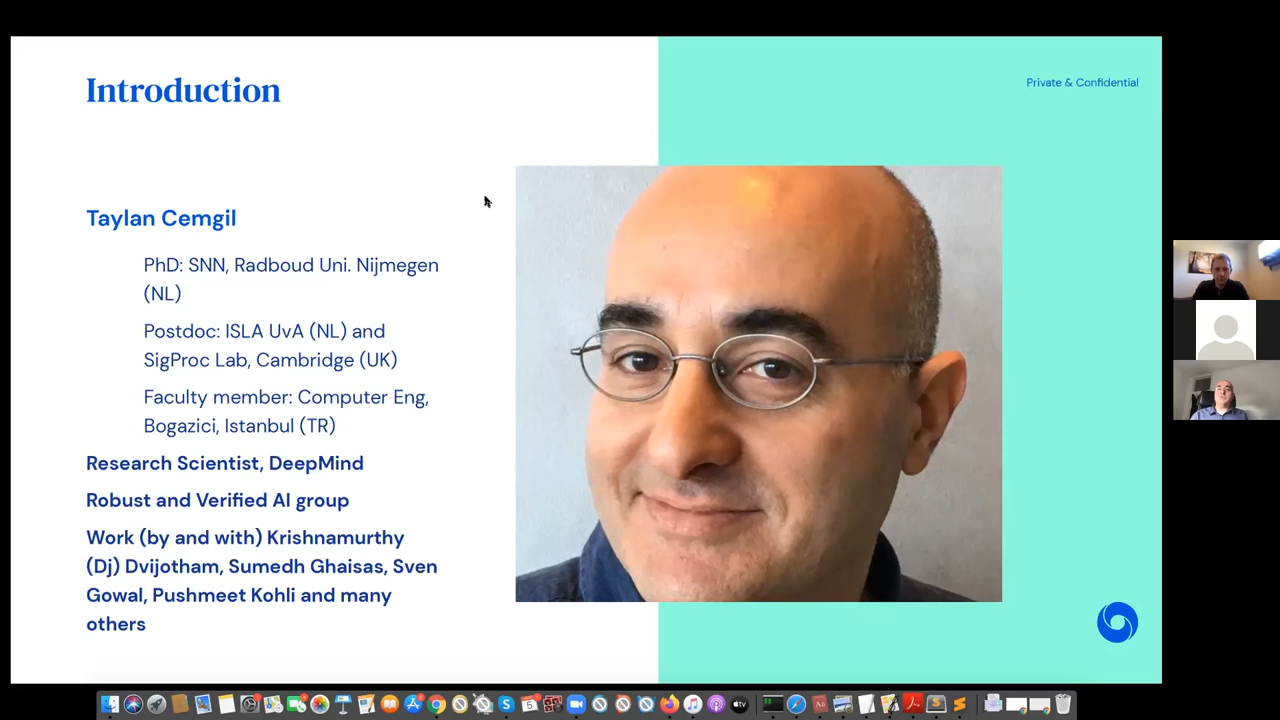 Introduction
Private & Confidential
Taylan Cemgil
PhD: SNN, Radboud Uni. Nijmegen
(NL)
Postdoc: ISLA UvA (NL) and
SigProc Lab, Cambridge (UK)
Faculty member: Computer Eng,
Bogazici, Istanbul (TR)
Research Scientist, DeepMind
Robust and Verified AI group
Work (by and with) Krishnamurthy
(Dj) Dvijotham, Sumedh Ghaisas, Sven
Gowal, Pushmeet Kohli and many
others